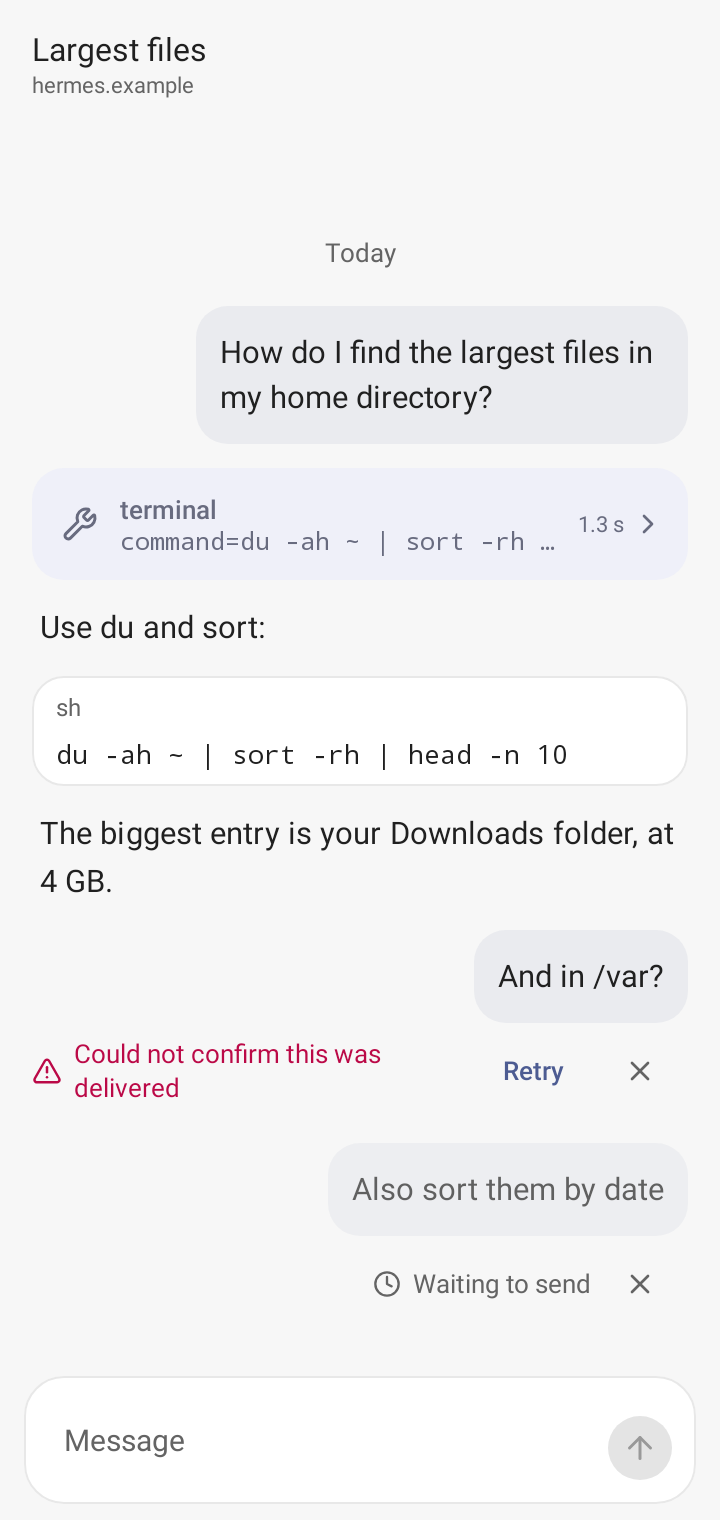 Largest files
hermes.example
Today
How do I find the largest files in
my home directory?
terminal
command=du -ah ~ | sort -rh …
1.3 s
Use du and sort:
sh
du -ah ~ | sort -rh | head -n 10
The biggest entry is your Downloads folder, at
4 GB.
And in /var?
Could not confirm this was
delivered
Retry
Also sort them by date
Waiting to send
Message